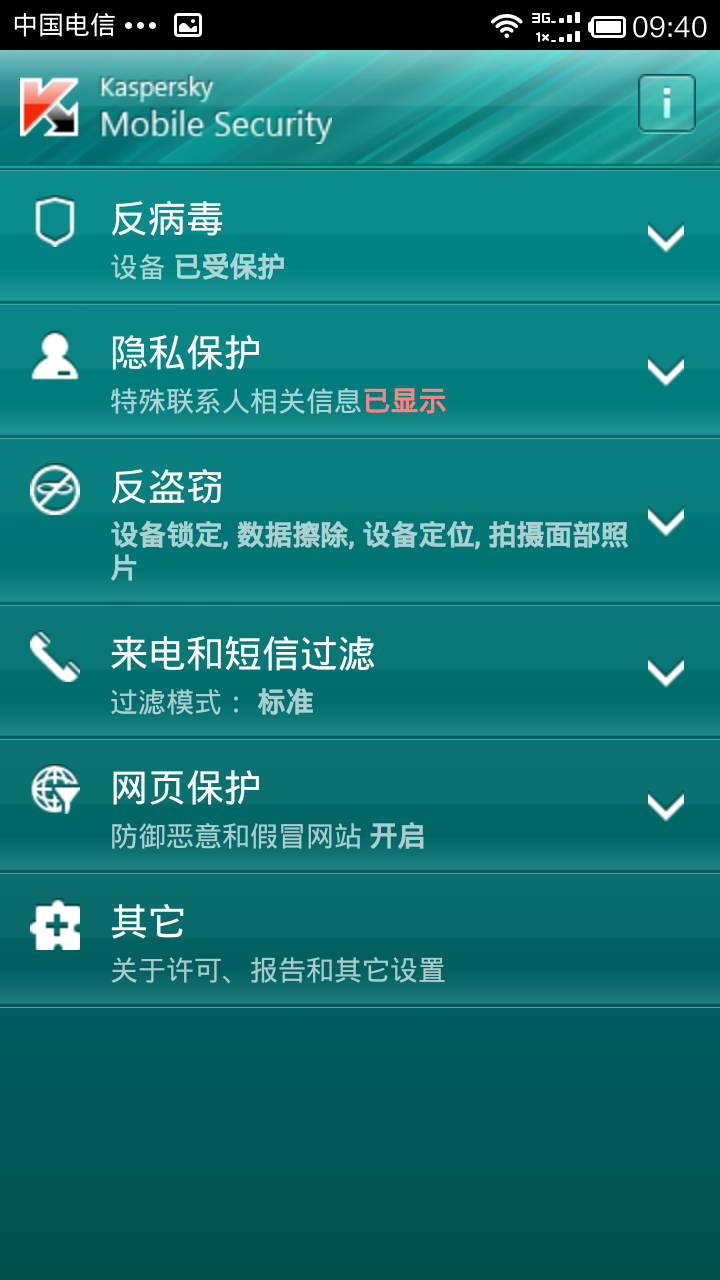 中国电信 ••• 3G 1× 09:40
Kaspersky
Mobile Security
i
反病毒
设备 已受保护
隐私保护
特殊联系人相关信息已显示
反盗窃
设备锁定, 数据擦除, 设备定位, 拍摄面部照
片
来电和短信过滤
过滤模式： 标准
网页保护
防御恶意和假冒网站 开启
其它
关于许可、报告和其它设置